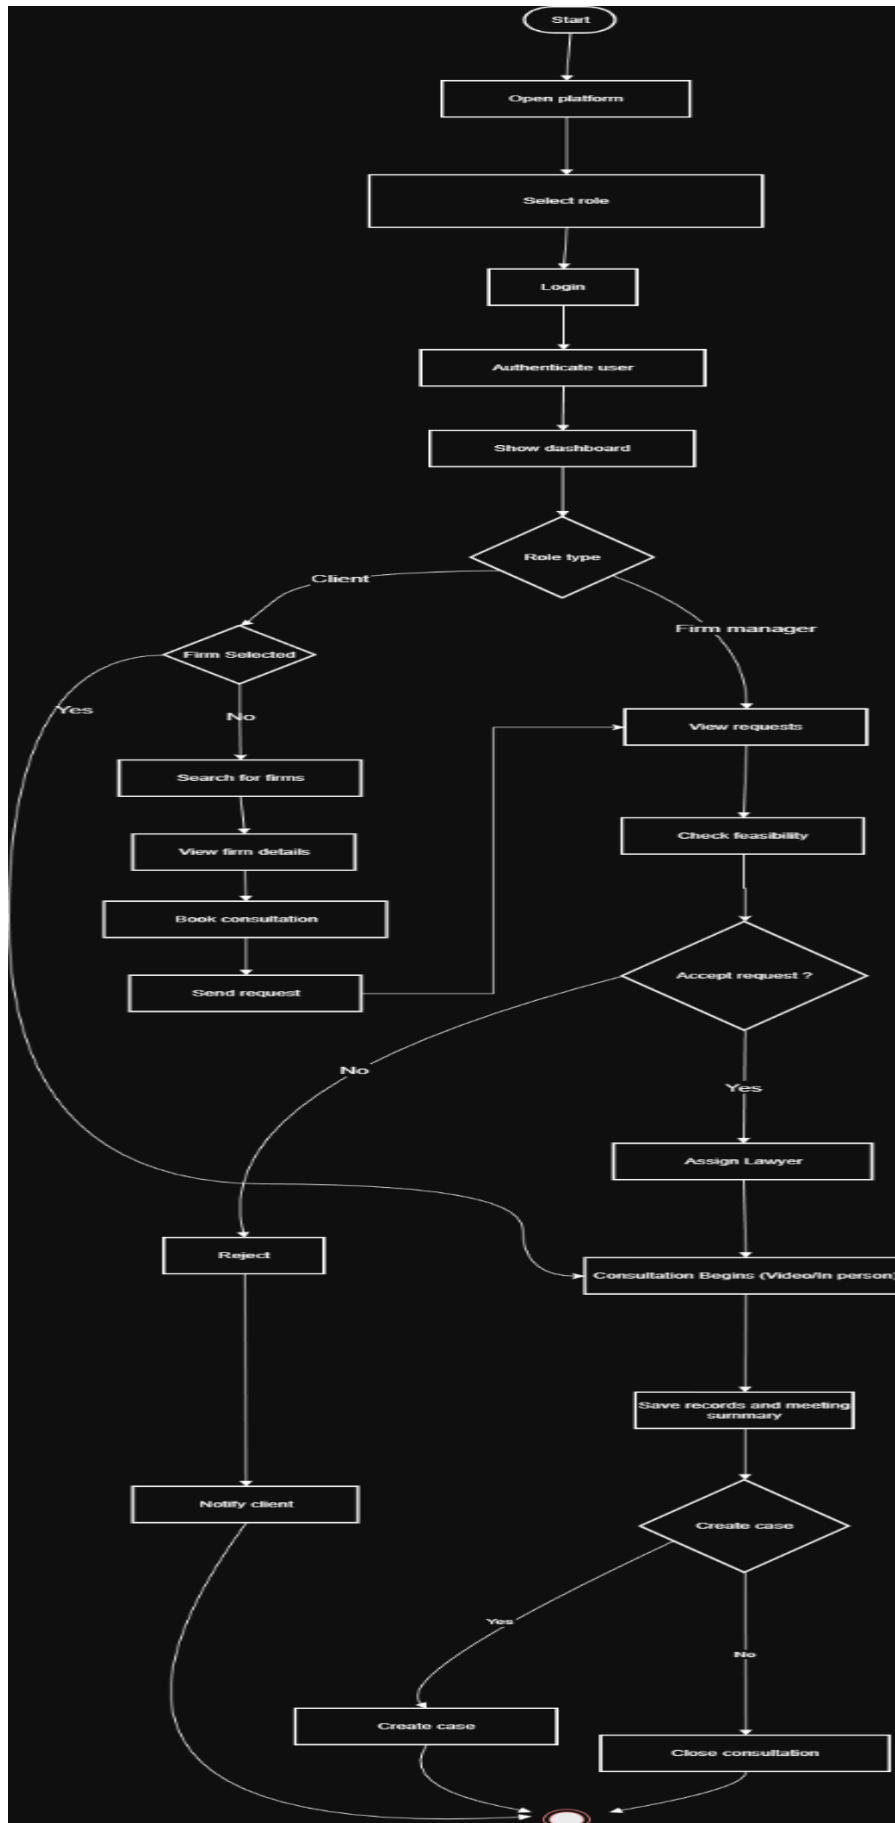 Start
Open platform
Select role
Login
Authenticate user
Show dashboard
Role type
Client
Firm manager
Firm Selected
Yes
No
View requests
Search for firms
Check feasibility
View firm details
Book consultation
Accept request ?
Send request
No
Yes
Assign Lawyer
Reject
Consultation Begins (Video/In person)
Save records and meeting
summary
Notify client
Create case
Yes
No
Create case
Close consultation